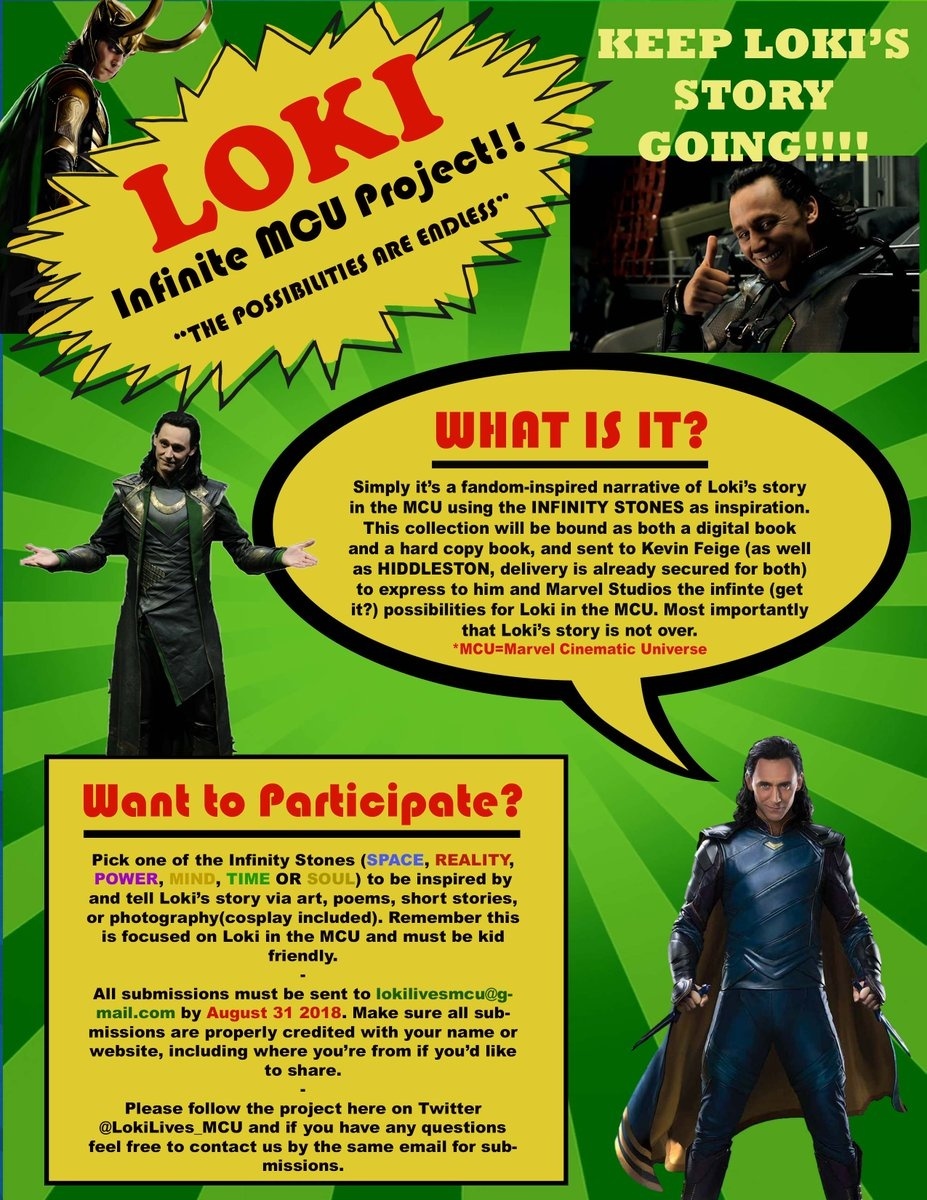 LOKI
Infinite MCU Project!!
"THE POSSIBILITIES ARE ENDLESS"
KEEP LOKI'S
STORY
GOING!!!!
WHAT IS IT?
Simply it's a fandom-inspired narrative of Loki's story
in the MCU using the INFINITY STONES as inspiration.
This collection will be bound as both a digital book
and a hard copy book, and sent to Kevin Feige (as well
as HIDDLESTON, delivery is already secured for both)
to express to him and Marvel Studios the infinte (get
it?) possibilities for Loki in the MCU. Most importantly
that Loki's story is not over.
*MCU=Marvel Cinematic Universe
Want to Participate?
Pick one of the Infinity Stones (SPACE, REALITY,
POWER, MIND, TIME OR SOUL) to be inspired by
and tell Loki's story via art, poems, short stories,
or photography(cosplay included). Remember this
is focused on Loki in the MCU and must be kid
friendly.
-
All submissions must be sent to lokilivesmcu@g-
mail.com by August 31 2018. Make sure all sub-
missions are properly credited with your name or
website, including where you're from if you'd like
to share.
-
Please follow the project here on Twitter
@LokiLives_MCU and if you have any questions
feel free to contact us by the same email for sub-
missions.